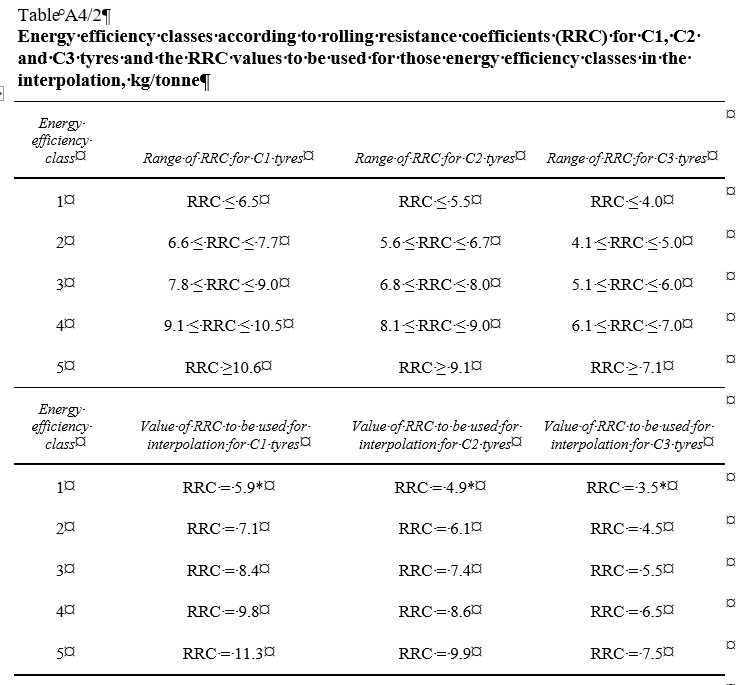 Table A4/2¶
Energy·efficiency·classes·according·to·rolling·resistance·coefficients·(RRC)·for·C1,·C2·
and·C3·tyres·and·the·RRC·values·to·be·used·for·those·energy·efficiency·classes·in·the·
interpolation,·kg/tonne¶
Energy·
efficiency·
class¤ Range·of·RRC·for·C1·tyres¤ Range·of·RRC·for·C2·tyres¤ Range·of·RRC·for·C3·tyres¤ ¤
1¤ RRC·≤·6.5¤ RRC·≤·5.5¤ RRC·≤·4.0¤ ¤
2¤ 6.6·≤·RRC·≤·7.7¤ 5.6·≤·RRC·≤·6.7¤ 4.1·≤·RRC·≤·5.0¤ ¤
3¤ 7.8·≤·RRC·≤·9.0¤ 6.8·≤·RRC·≤·8.0¤ 5.1·≤·RRC·≤·6.0¤ ¤
4¤ 9.1·≤·RRC·≤·10.5¤ 8.1·≤·RRC·≤·9.0¤ 6.1·≤·RRC·≤·7.0¤ ¤
5¤ RRC·≥10.6¤ RRC·≥·9.1¤ RRC·≥·7.1¤ ¤
Energy·
efficiency·
class¤ Value·of·RRC·to·be·used·for·interpolation·for·C1·tyres¤ Value·of·RRC·to·be·used·for·interpolation·for·C2·tyres¤ Value·of·RRC·to·be·used·for·interpolation·for·C3·tyres¤ ¤
1¤ RRC·=·5.9*¤ RRC·=·4.9*¤ RRC·=·3.5*¤ ¤
2¤ RRC·=·7.1¤ RRC·=·6.1¤ RRC·=·4.5¤ ¤
3¤ RRC·=·8.4¤ RRC·=·7.4¤ RRC·=·5.5¤ ¤
4¤ RRC·=·9.8¤ RRC·=·8.6¤ RRC·=·6.5¤ ¤
5¤ RRC·=·11.3¤ RRC·=·9.9¤ RRC·=·7.5¤ ¤